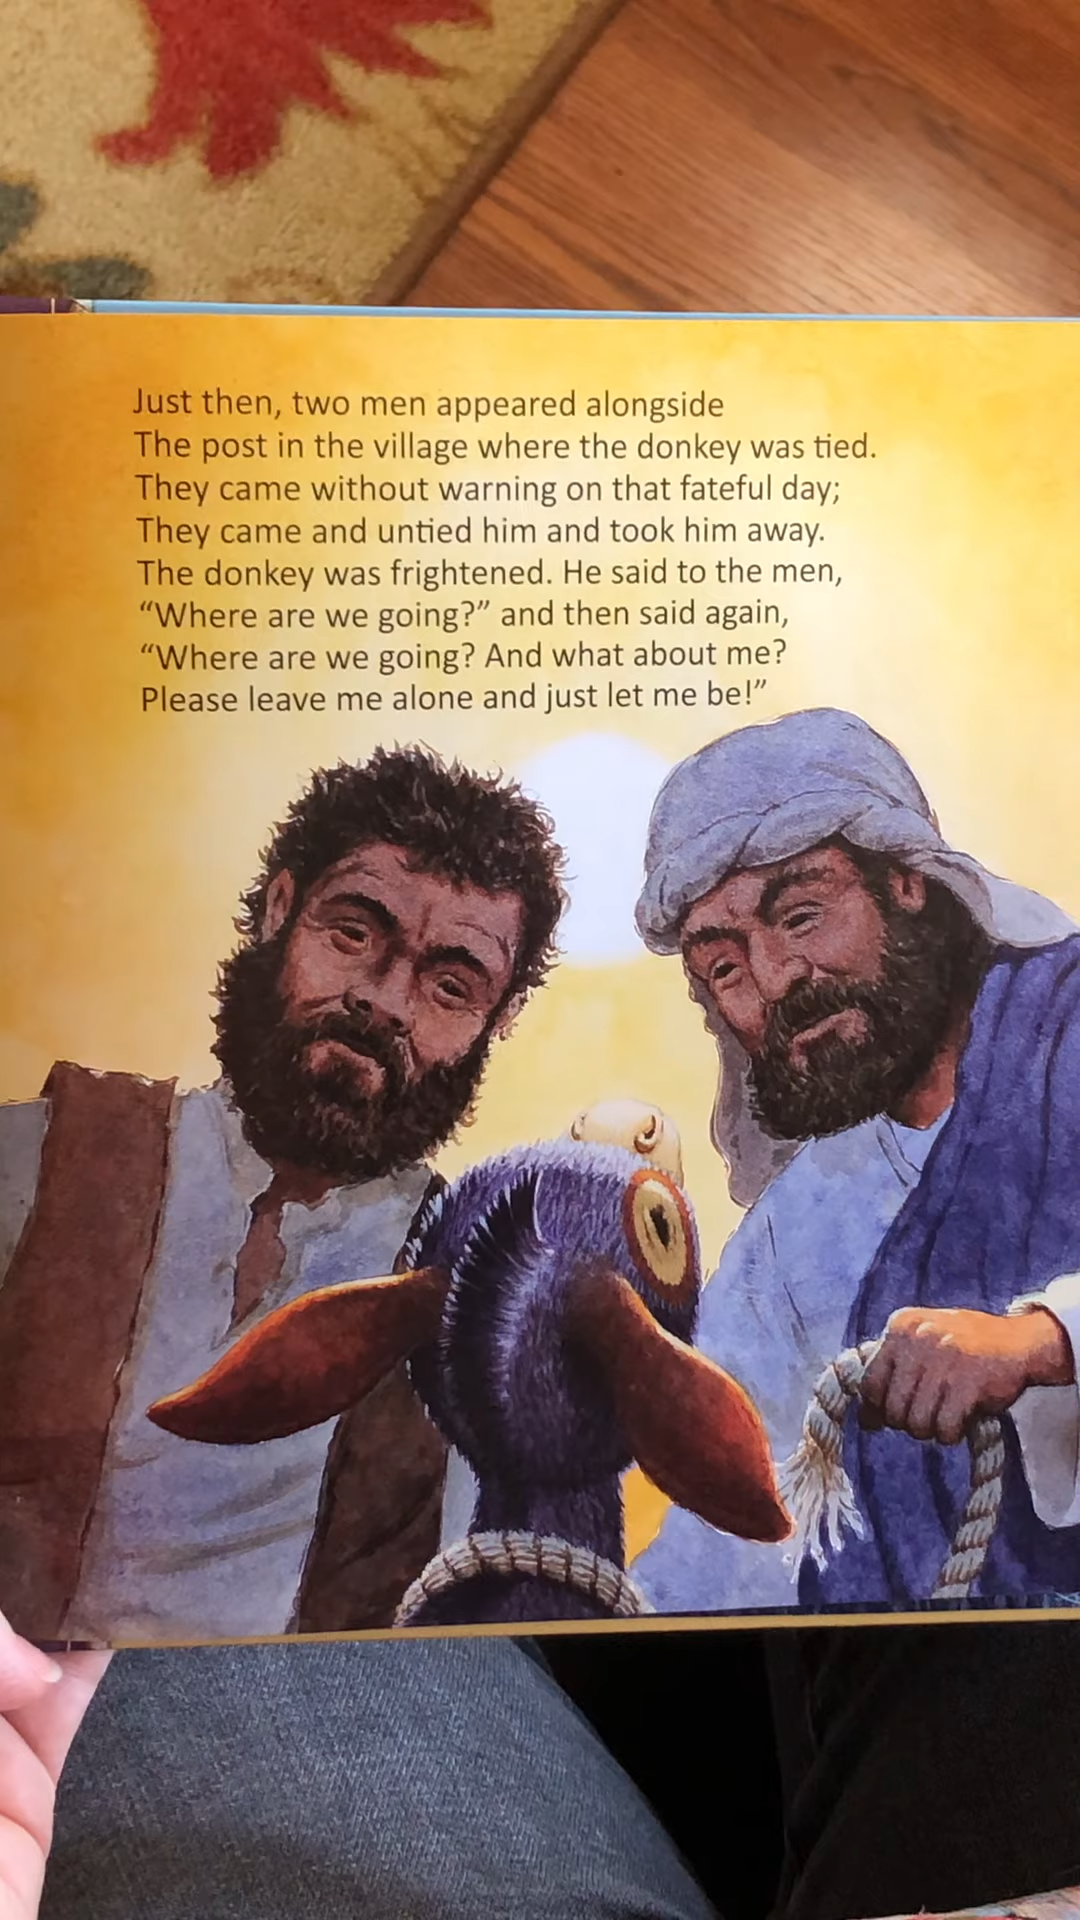 Just then, two men appeared alongside
The post in the village where the donkey was tied.
They came without warning on that fateful day;
They came and untied him and took him away.
The donkey was frightened. He said to the men,
“Where are we going?” and then said again,
“Where are we going? And what about me?
Please leave me alone and just let me be!”